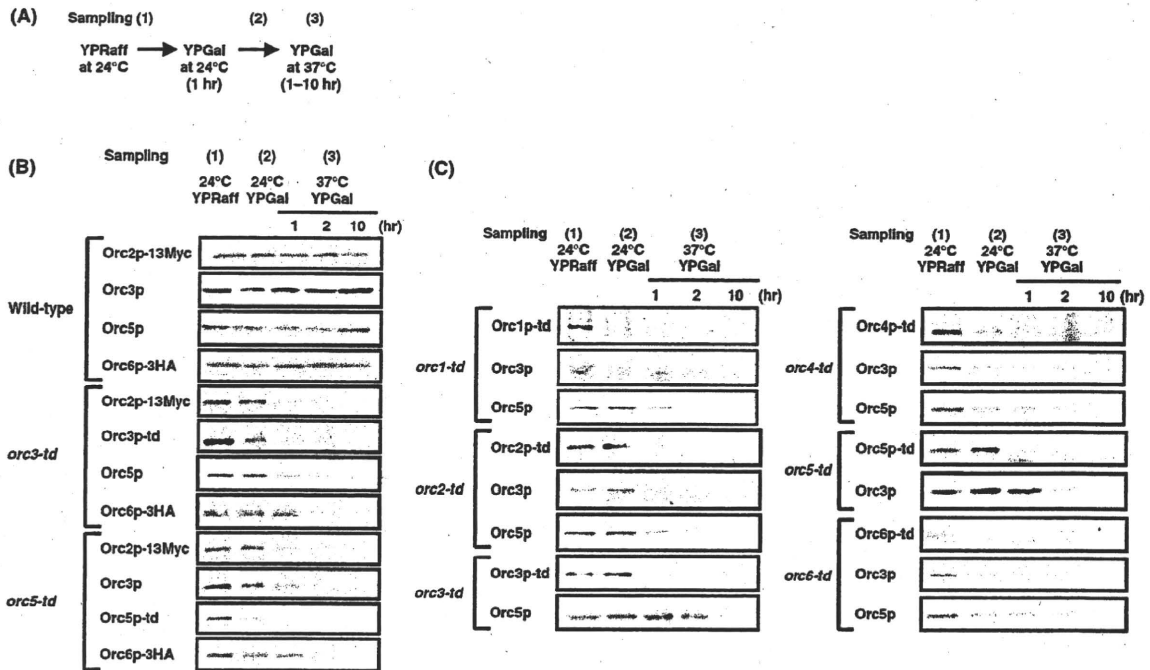 (A)
Sampling (1) (2) (3)
YPRaff YPGal YPGal
at 24°C at 24°C at 37°C
(1 hr) (1–10 hr)
(B)
Sampling (1) (2) (3)
24°C 24°C 37°C
YPRaff YPGal YPGal
1 2 10 (hr)
Wild-type
Orc2p-13Myc
Orc3p
Orc5p
Orc6p-3HA
orc3-td
Orc2p-13Myc
Orc3p-td
Orc5p
Orc6p-3HA
orc5-td
Orc2p-13Myc
Orc3p
Orc5p-td
Orc6p-3HA
(C)
Sampling (1) (2) (3)
24°C 24°C 37°C
YPRaff YPGal YPGal
1 2 10 (hr)
orc1-td
Orc1p-td
Orc3p
Orc5p
orc2-td
Orc2p-td
Orc3p
Orc5p
orc3-td
Orc3p-td
Orc5p
Sampling (1) (2) (3)
24°C 24°C 37°C
YPRaff YPGal YPGal
1 2 10 (hr)
orc4-td
Orc4p-td
Orc3p
Orc5p
orc5-td
Orc5p-td
Orc3p
orc6-td
Orc6p-td
Orc3p
Orc5p